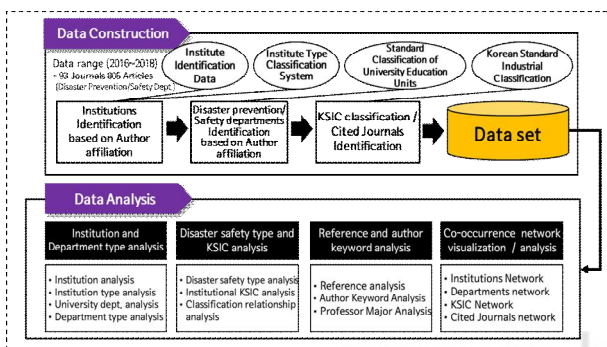 Data Construction
Data range (2016~2018)
- 93 Journals 806 Articles
(Disaster Prevention/Safety Dept.)
Institute
Identification
Data
Institute Type
Classification
System
Standard
Classification of
University Education
Units
Korean Standard
Industrial
Classification
Institutions
Identification
based on Author
affiliation
Disaster prevention/
Safety departments
Identification
based on Author
affiliation
KSIC classification /
Cited Journals
Identification
Data set
Data Analysis
Institution and
Department type analysis
• Institution analysis
• Institution type analysis
• University dept, analysis
• Department type analysis
Disaster safety type and
KSIC analysis
• Disaster safety type analysis
• Institutional KSIC analysis
• Classification relationship
analysis
Reference and author
keyword analysis
• Reference analysis
• Author Keyword Analysis
• Professor Major Analysis
Co-occurrence network
visualization / analysis
• Institutions Network
• Departments network
• KSIC Network
• Cited Journals network